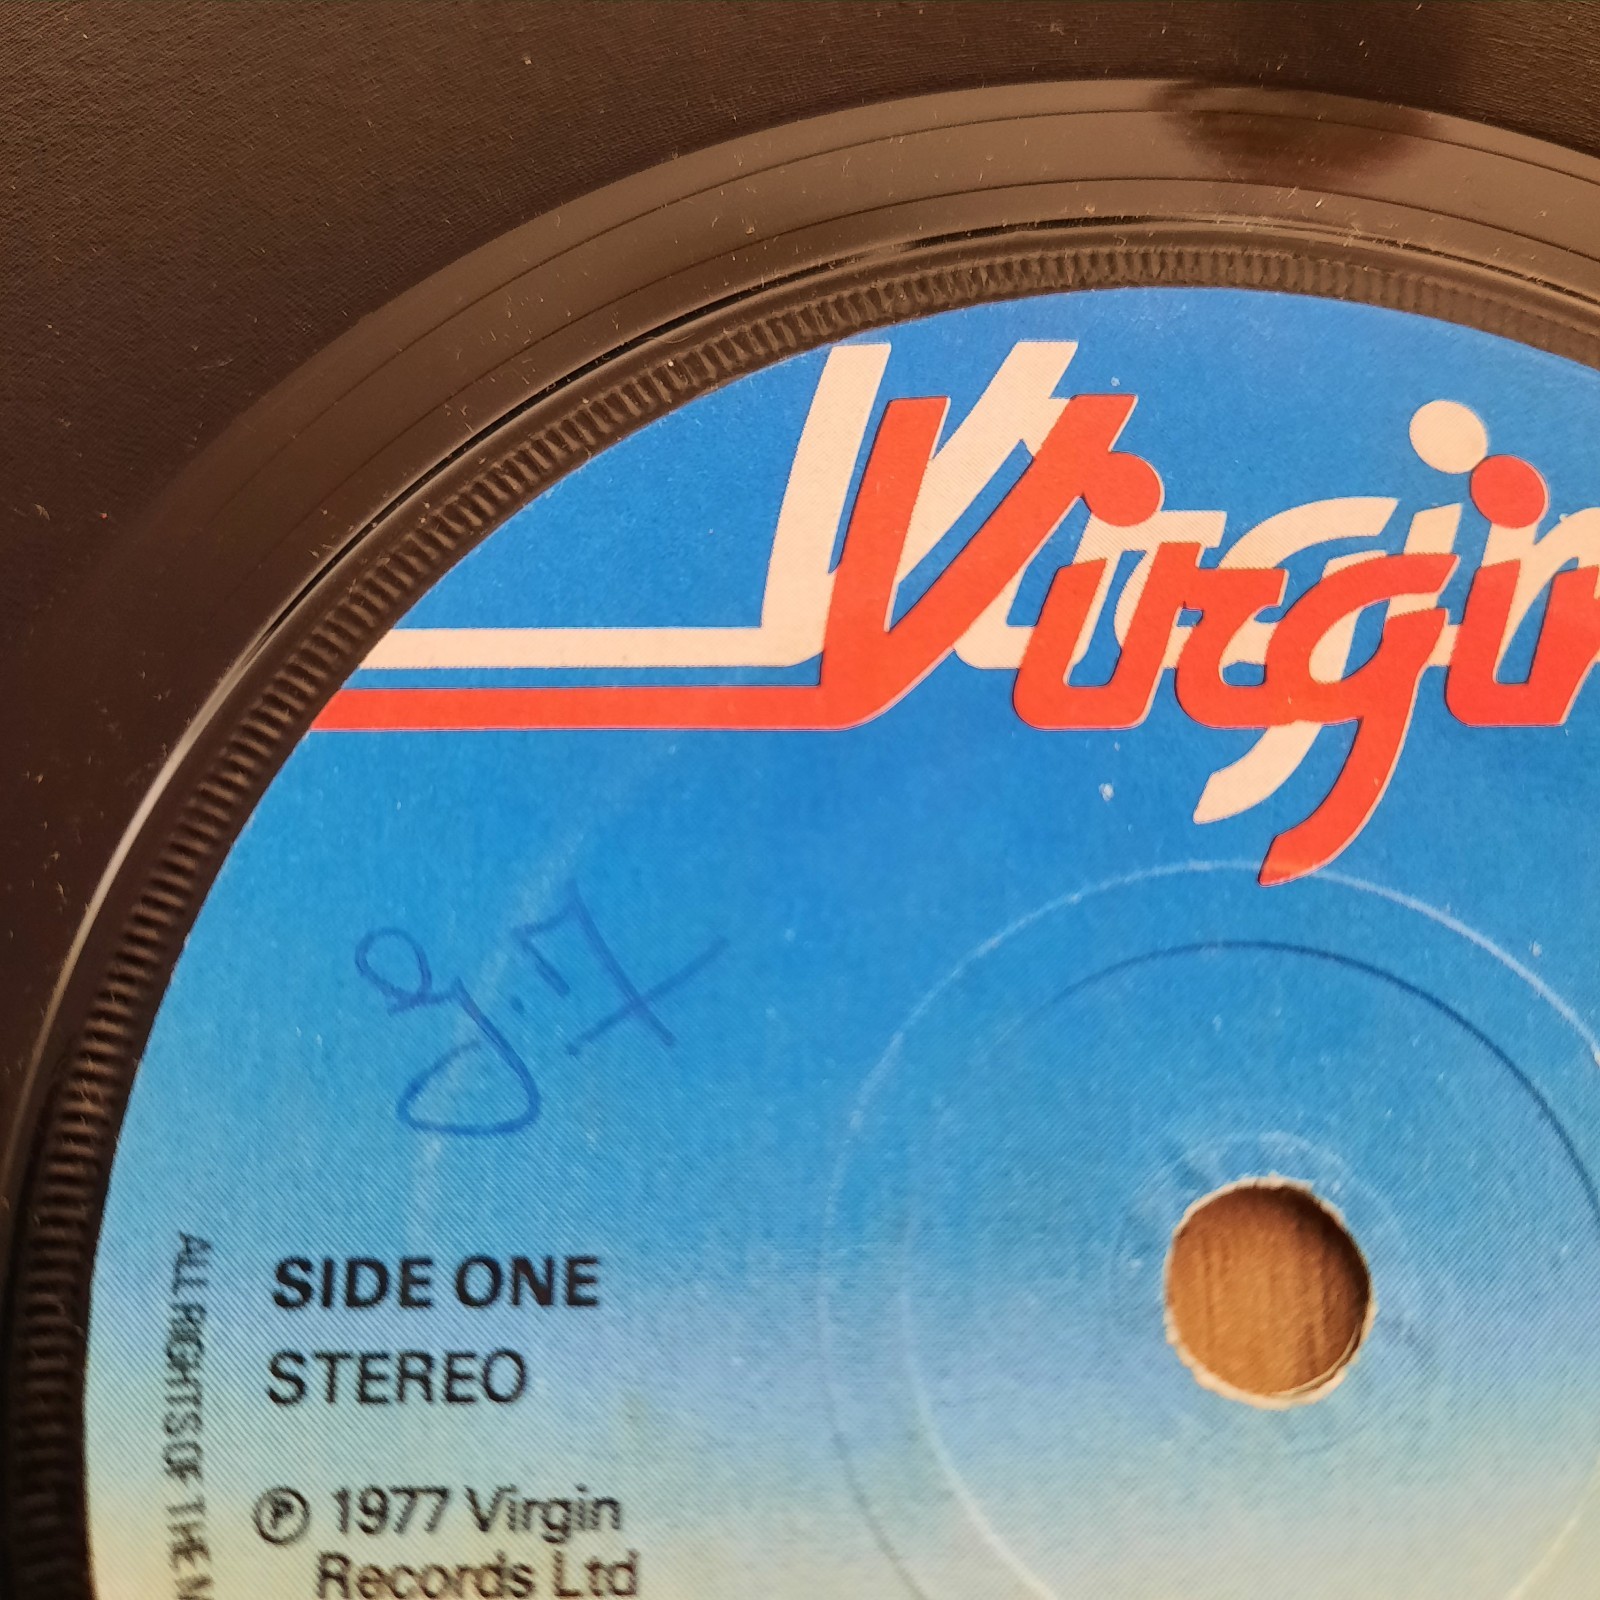 Virgin
SIDE ONE
STEREO
℗ 1977 Virgin
Records Ltd
ALL RIGHTS OF THE